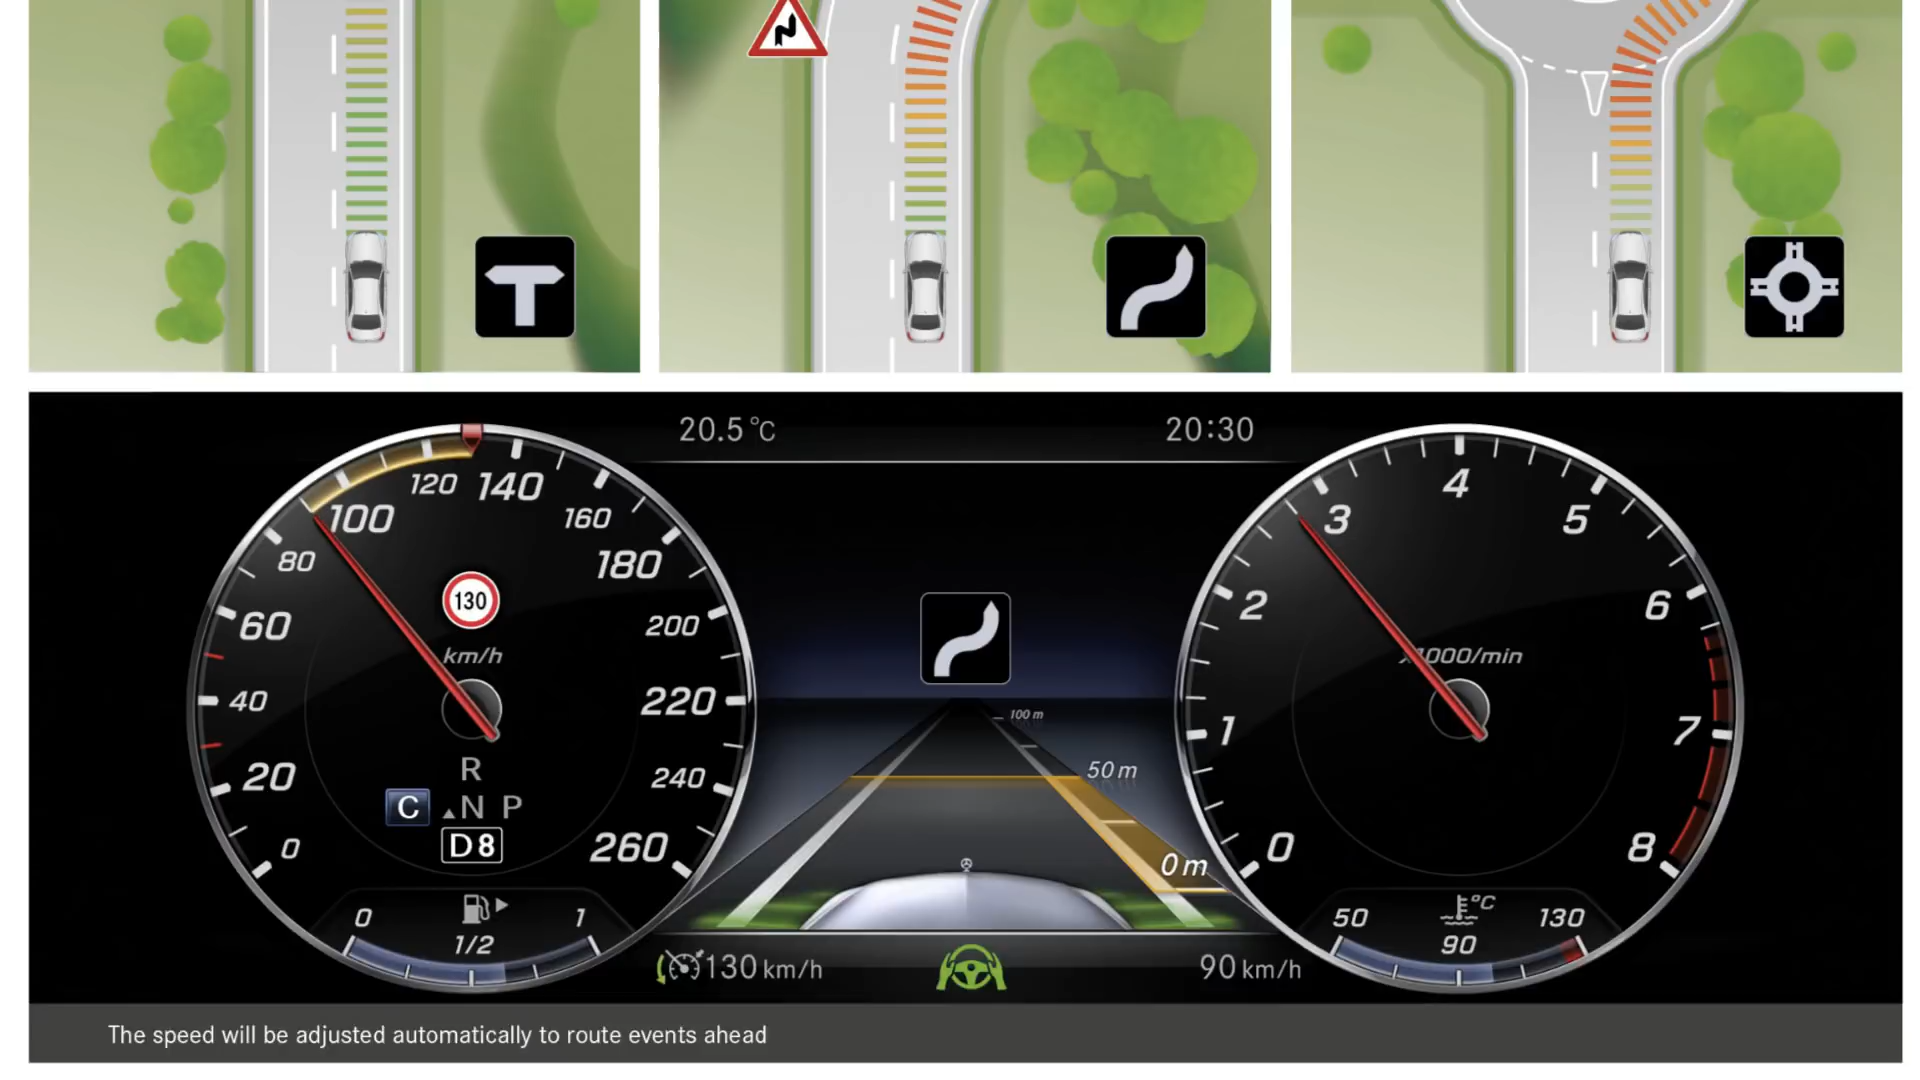 20.5 °C
20:30
0
20
40
60
80
100
120
140
160
180
200
220
240
260
130
km/h
R
C
N P
D8
0
1
1/2
100 m
50 m
0 m
130 km/h
90 km/h
0
1
2
3
4
5
6
7
8
x1000/min
°C
50
130
90
The speed will be adjusted automatically to route events ahead